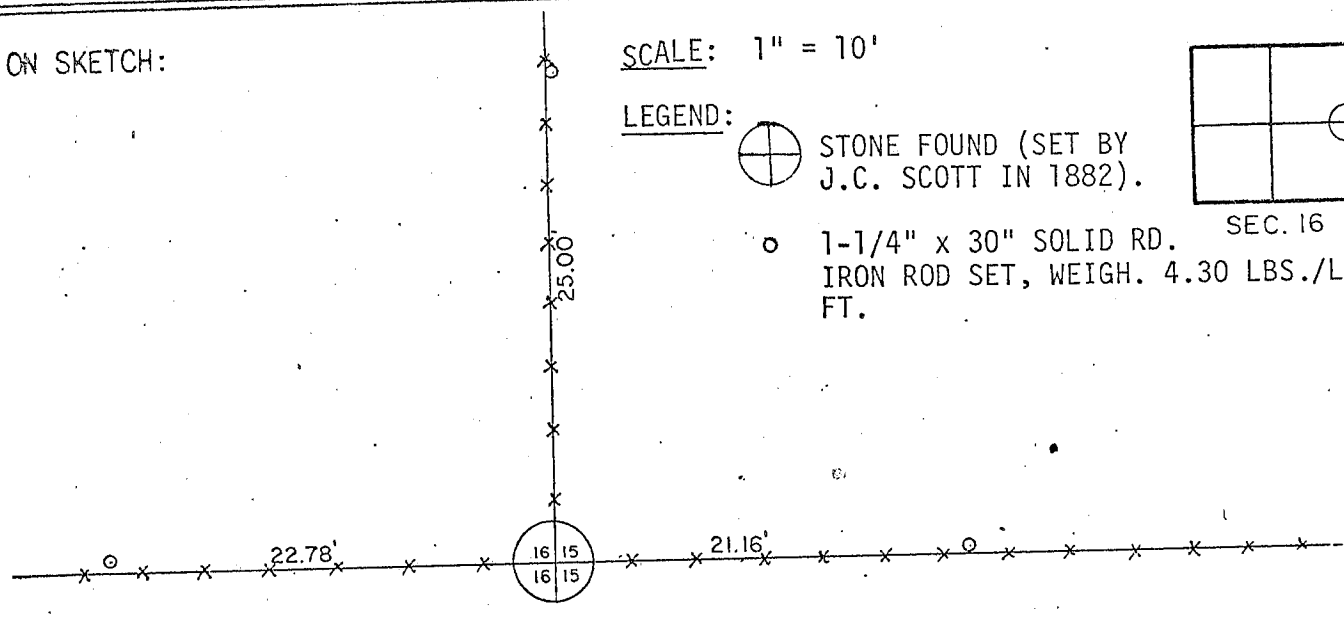 ON SKETCH:
SCALE: 1" = 10'
LEGEND:
STONE FOUND (SET BY
J.C. SCOTT IN 1882).
SEC. 16
1-1/4" x 30" SOLID RD.
IRON ROD SET, WEIGH. 4.30 LBS./L
FT.
25.00'
22.78'
16 15
16 15
21.16'